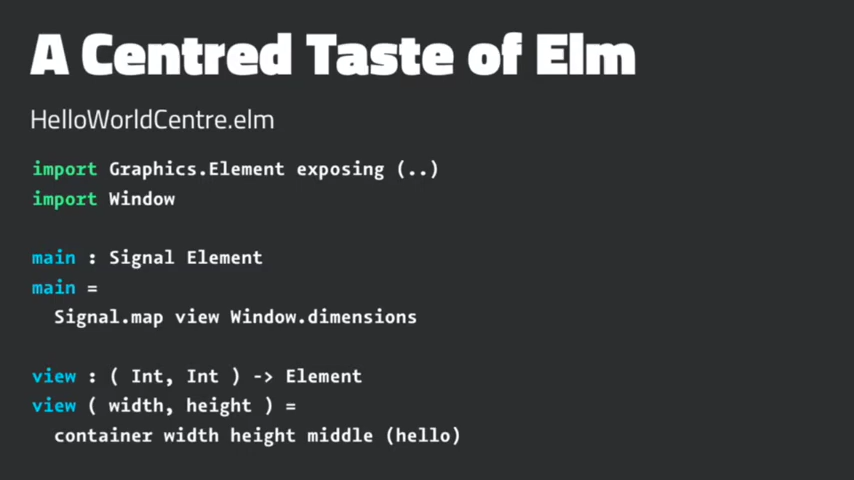 A Centred Taste of Elm
HelloWorldCentre.elm
import Graphics.Element exposing (..)
import Window
main : Signal Element
main =
Signal.map view Window.dimensions
view : ( Int, Int ) -> Element
view ( width, height ) =
container width height middle (hello)